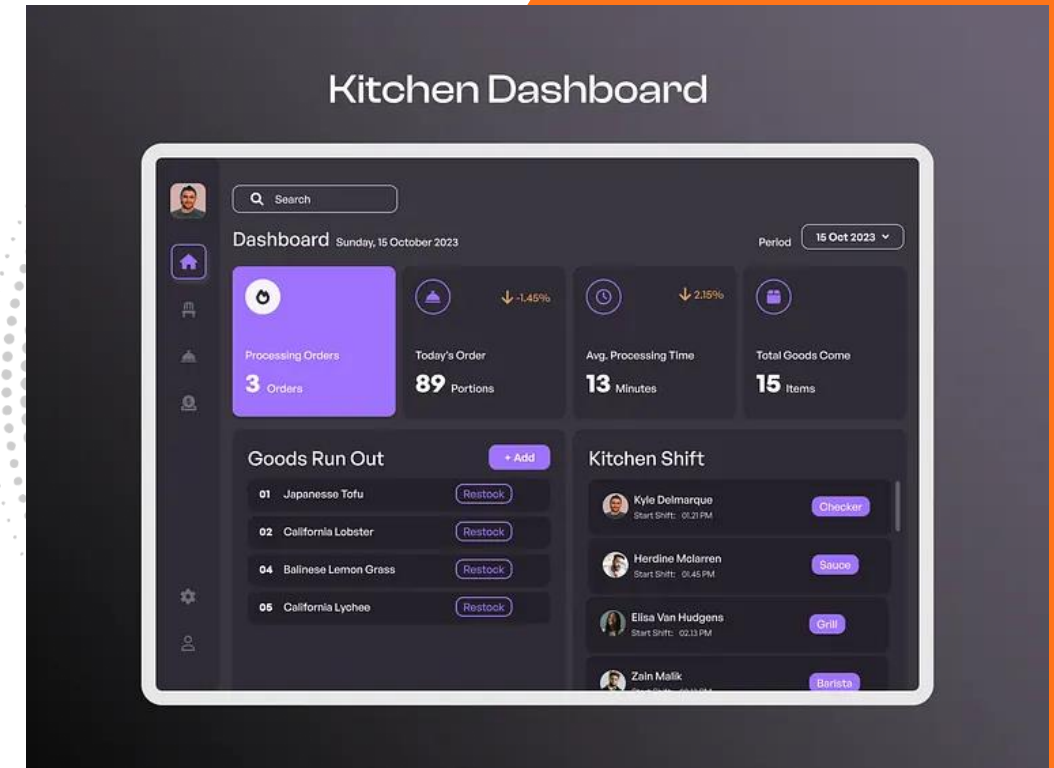 Kitchen Dashboard
Search
Dashboard Sunday, 15 October 2023
Period 15 Oct 2023
↓ -1.45%
↓ 2.15%
Processing Orders
3 Orders
Today's Order
89 Portions
Avg. Processing Time
13 Minutes
Total Goods Come
15 Items
Goods Run Out
+ Add
01 Japanesse Tofu Restock
02 California Lobster Restock
04 Balinese Lemon Grass Restock
05 California Lychee Restock
Kitchen Shift
Kyle Delmarque
Start Shift: 01.21 PM
Checker
Herdine Mclarren
Start Shift: 01.45 PM
Sauce
Elisa Van Hudgens
Start Shift: 02.13 PM
Grill
Zain Malik
Barista